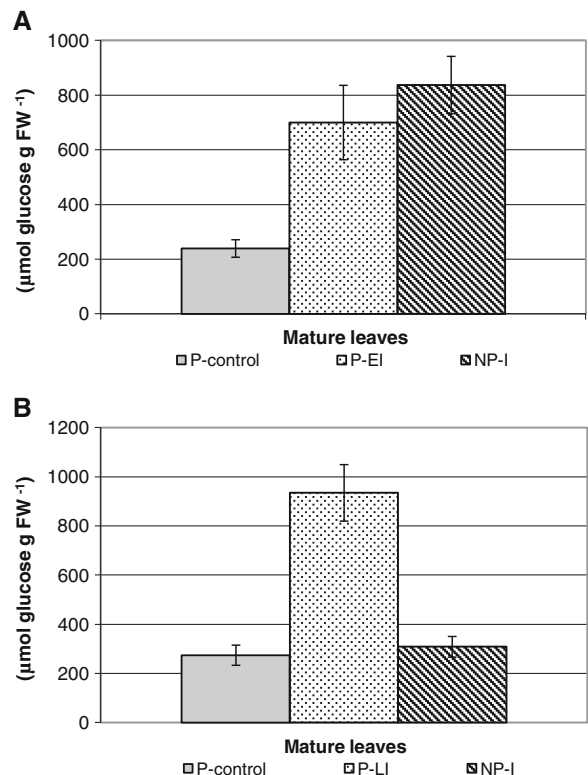 A
1000
800
600
400
200
0
(µmol glucose g FW -1)
Mature leaves
P-control P-EI NP-I
B
1200
1000
800
600
400
200
0
(µmol glucose g FW -1)
Mature leaves
P-control P-LI NP-I